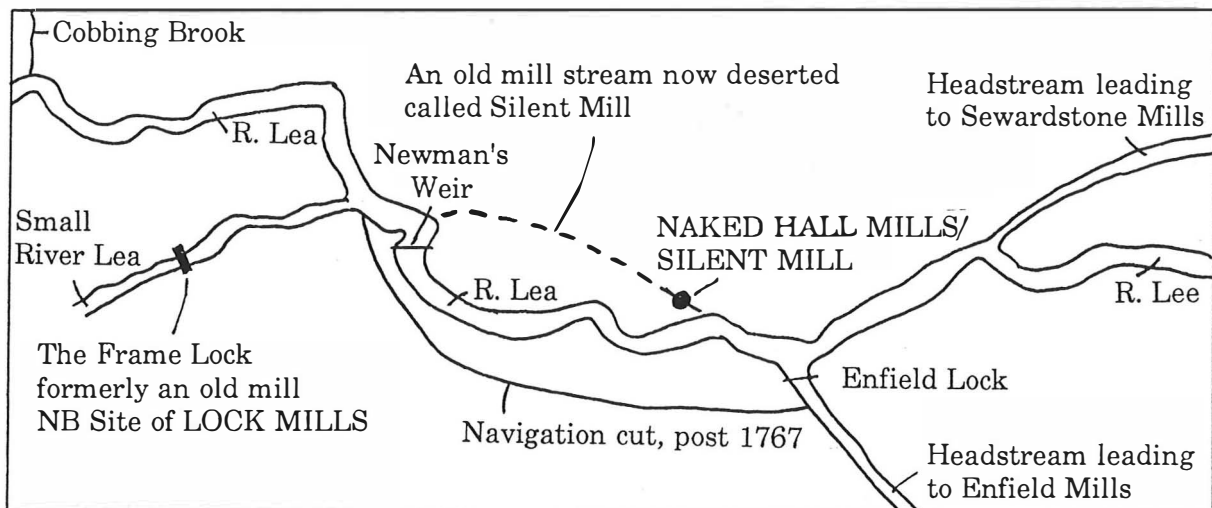 Cobbing Brook
An old mill stream now deserted
called Silent Mill
Headstream leading
to Sewardstone Mills
R. Lea
Newman's
Weir
Small
River Lea
NAKED HALL MILLS/
SILENT MILL
R. Lea
R. Lee
The Frame Lock
formerly an old mill
NB Site of LOCK MILLS
Enfield Lock
Navigation cut, post 1767
Headstream leading
to Enfield Mills